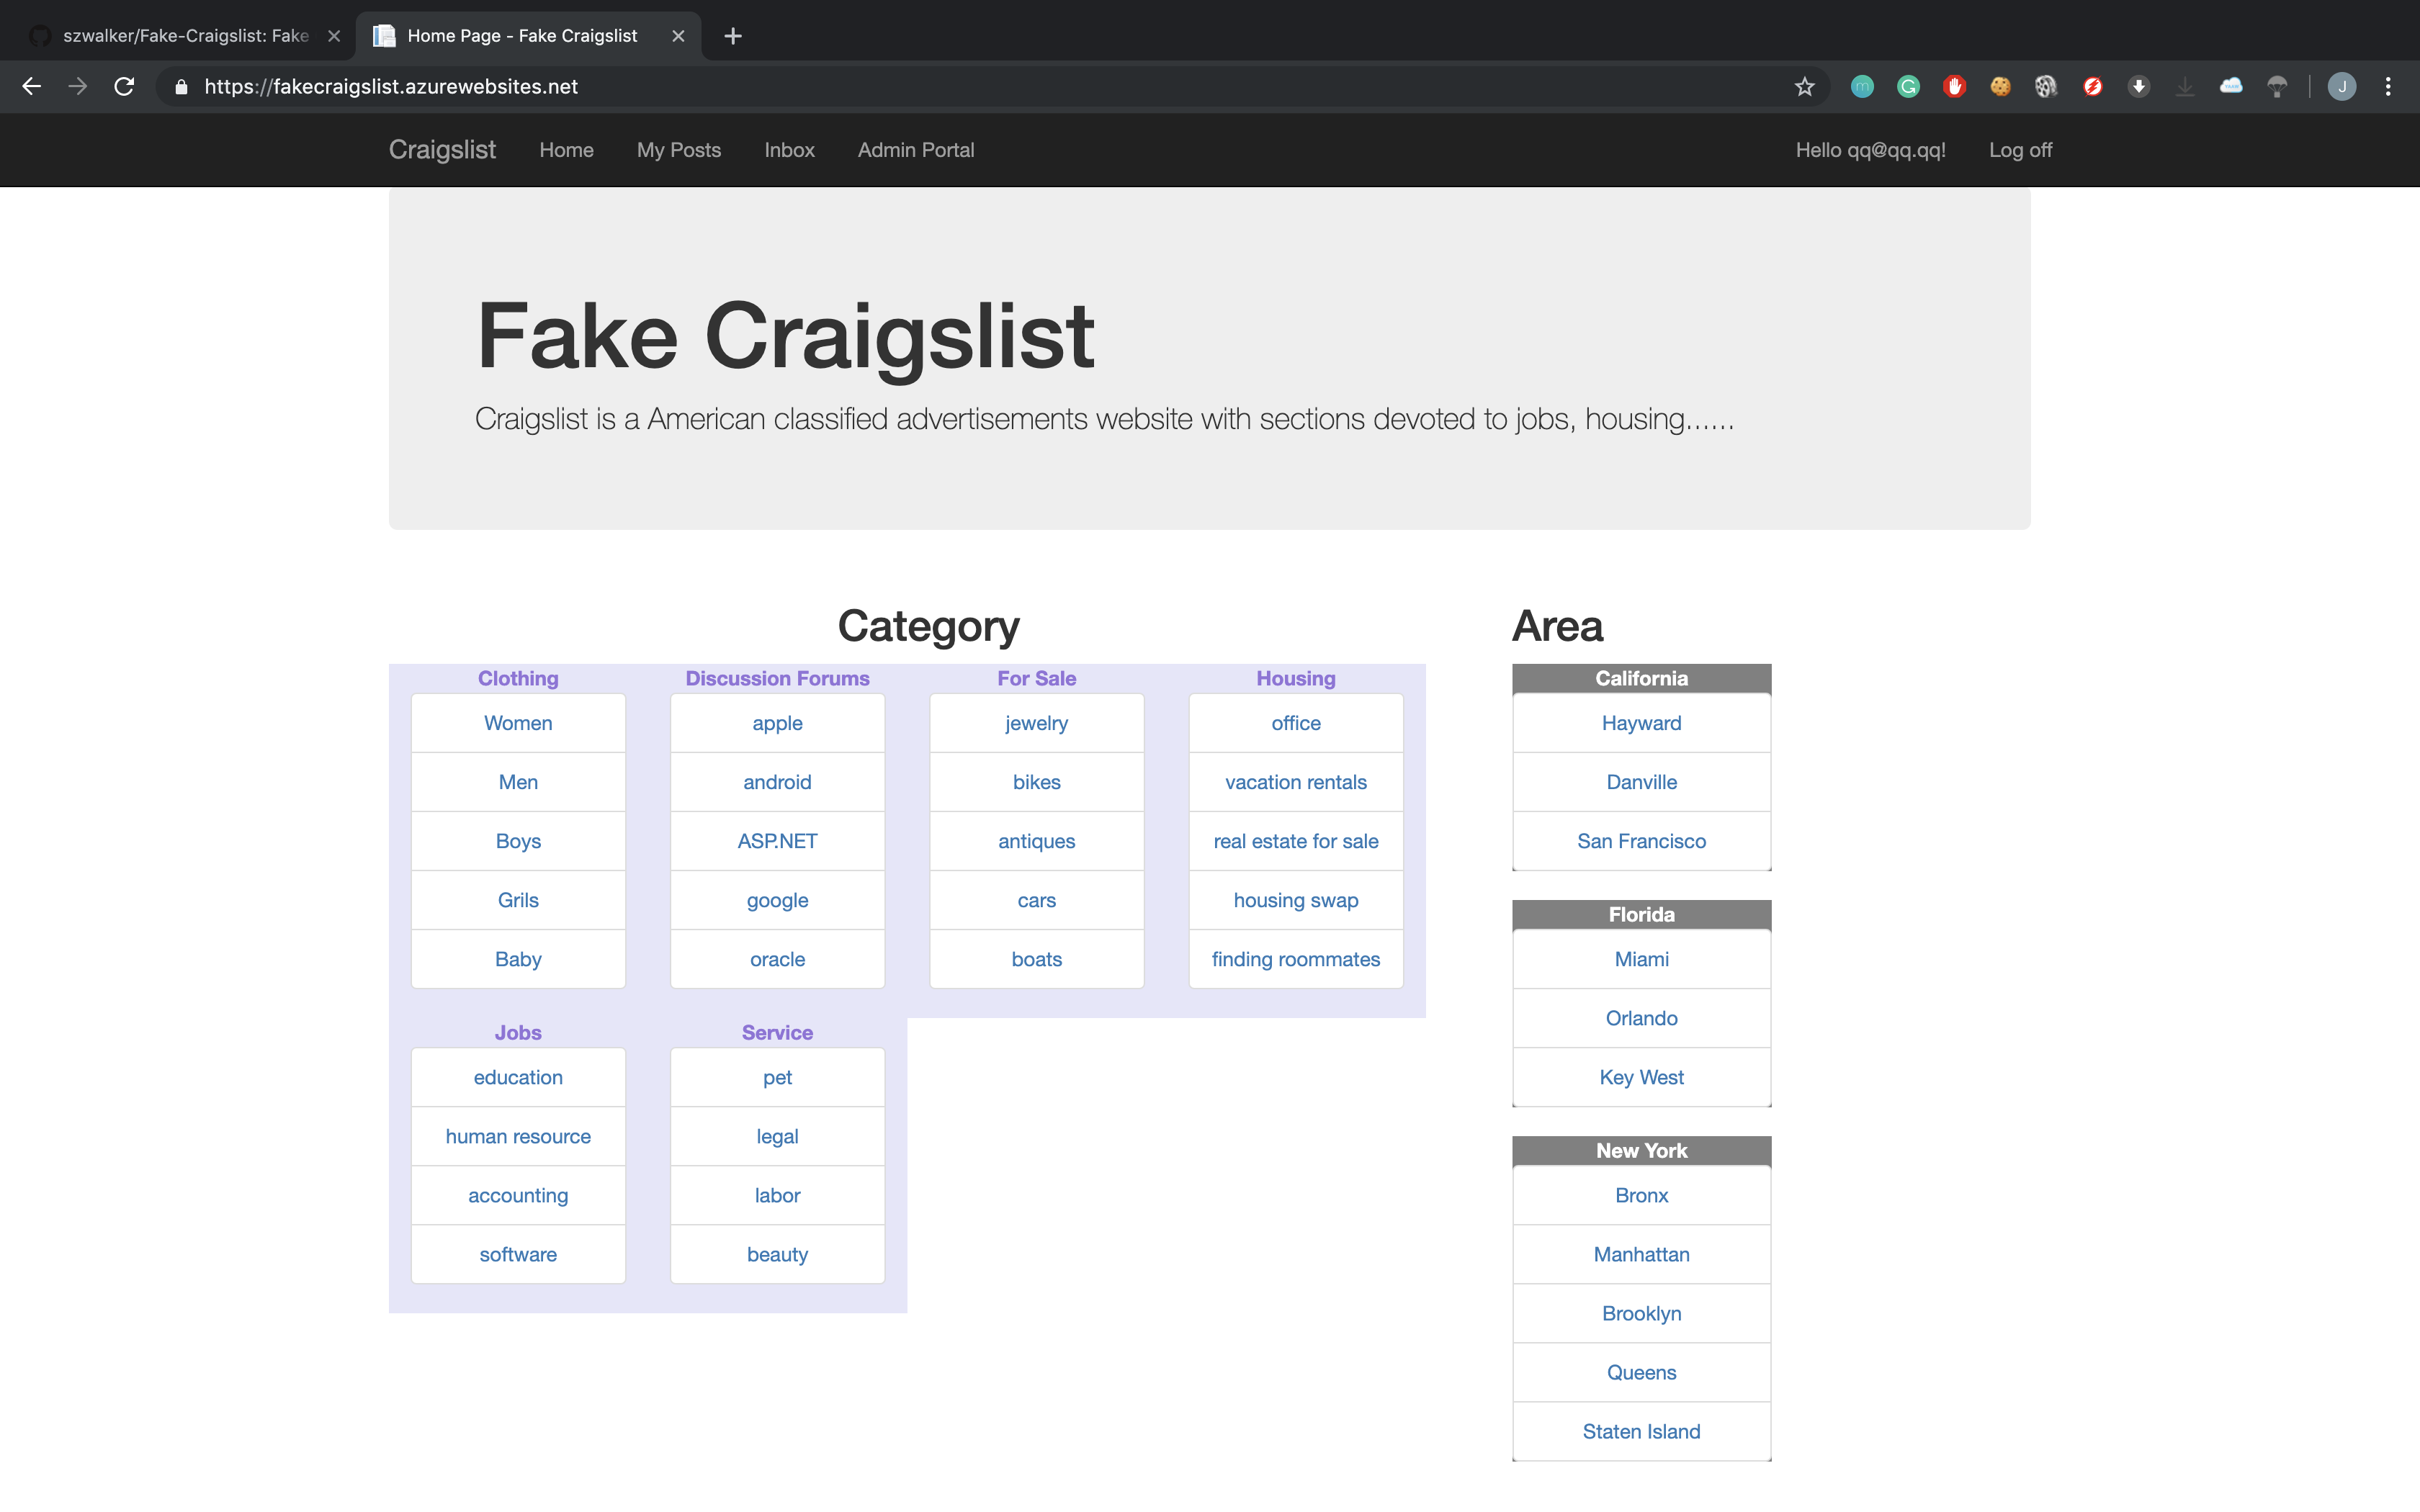 szwalker/Fake-Craigslist: Fake
Home Page - Fake Craigslist
https://fakecraigslist.azurewebsites.net
J
Craigslist Home My Posts Inbox Admin Portal Hello qq@qq.qq! Log off
Fake Craigslist
Craigslist is a American classified advertisements website with sections devoted to jobs, housing......
Category
Clothing
Women
Men
Boys
Grils
Baby
Discussion Forums
apple
android
ASP.NET
google
oracle
For Sale
jewelry
bikes
antiques
cars
boats
Housing
office
vacation rentals
real estate for sale
housing swap
finding roommates
Jobs
education
human resource
accounting
software
Service
pet
legal
labor
beauty
Area
California
Hayward
Danville
San Francisco
Florida
Miami
Orlando
Key West
New York
Bronx
Manhattan
Brooklyn
Queens
Staten Island